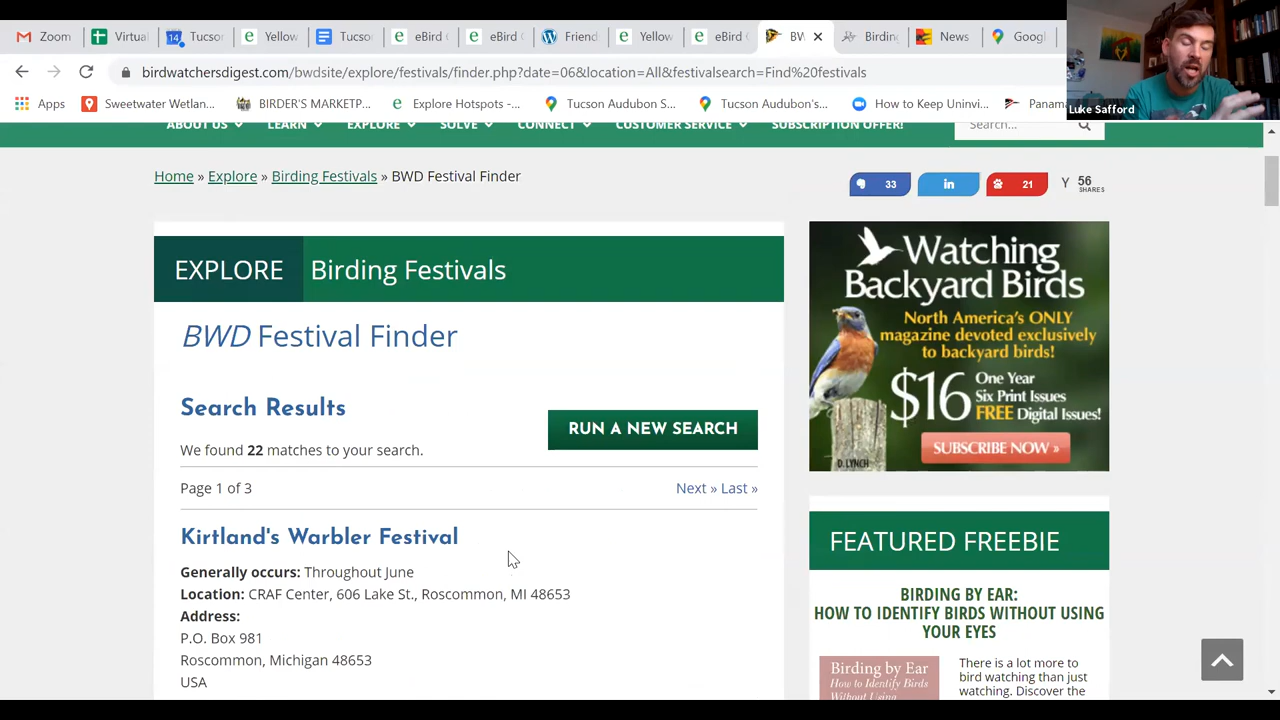 Zoom
Virtual
14
Tucson
Yellow
Tucso
eBird
eBird
Friend
Yellow
eBird
BW
Birding
News
Googl
birdwatchersdigest.com/bwdsite/explore/festivals/finder.php?date=06&location=All&festivalsearch=Find%20festivals
Apps
Sweetwater Wetlan...
BIRDER'S MARKETP...
Explore Hotspots -...
Tucson Audubon S...
Tucson Audubon's...
How to Keep Uninvi...
Panam
Luke Safford
ABOUT US
LEARN
EXPLORE
SOLVE
CONNECT
CUSTOMER SERVICE
SUBSCRIPTION OFFER!
Search...
Home » Explore » Birding Festivals » BWD Festival Finder
33
in
21
Y
56
SHARES
EXPLORE Birding Festivals
BWD Festival Finder
Search Results
RUN A NEW SEARCH
We found 22 matches to your search.
Page 1 of 3
Next » Last »
Kirtland's Warbler Festival
Generally occurs: Throughout June
Location: CRAF Center, 606 Lake St., Roscommon, MI 48653
Address:
P.O. Box 981
Roscommon, Michigan 48653
USA
Watching
Backyard Birds
North America's ONLY
magazine devoted exclusively
to backyard birds!
$16
One Year
Six Print Issues
FREE Digital Issues!
SUBSCRIBE NOW »
D. LYNCH
FEATURED FREEBIE
BIRDING BY EAR:
HOW TO IDENTIFY BIRDS WITHOUT USING
YOUR EYES
Birding by Ear
How to Identify Birds
Without Using
There is a lot more to
bird watching than just
watching. Discover the